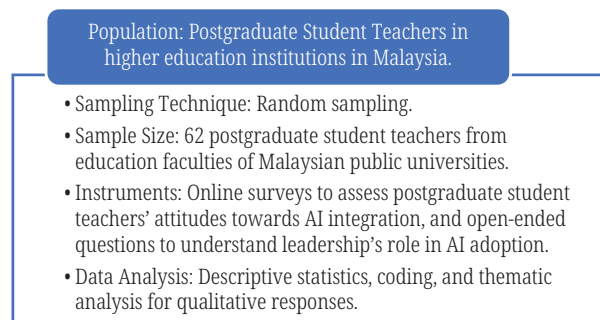 Population: Postgraduate Student Teachers in
higher education institutions in Malaysia.
• Sampling Technique: Random sampling.
• Sample Size: 62 postgraduate student teachers from
education faculties of Malaysian public universities.
• Instruments: Online surveys to assess postgraduate student
teachers’ attitudes towards AI integration, and open-ended
questions to understand leadership’s role in AI adoption.
• Data Analysis: Descriptive statistics, coding, and thematic
analysis for qualitative responses.